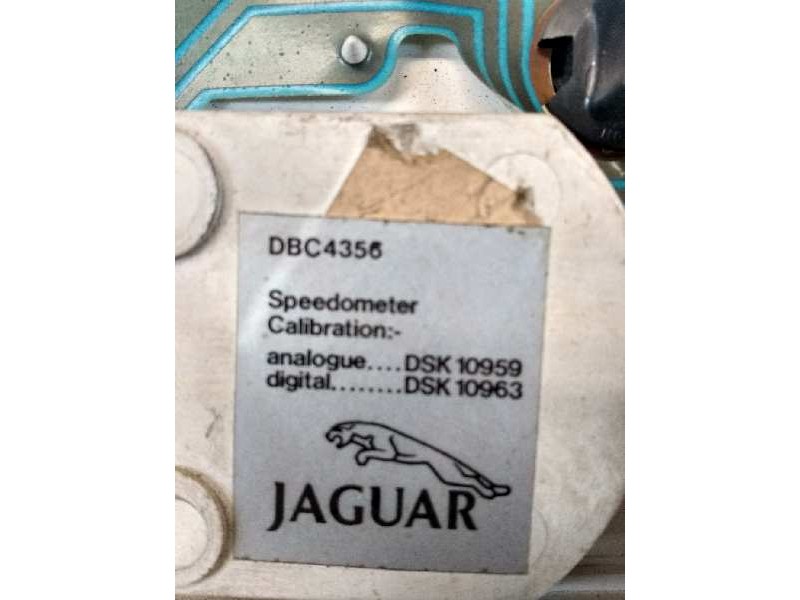 DBC4356
Speedometer
Calibration:-
analogue....DSK 10959
digital........DSK 10963
JAGUAR